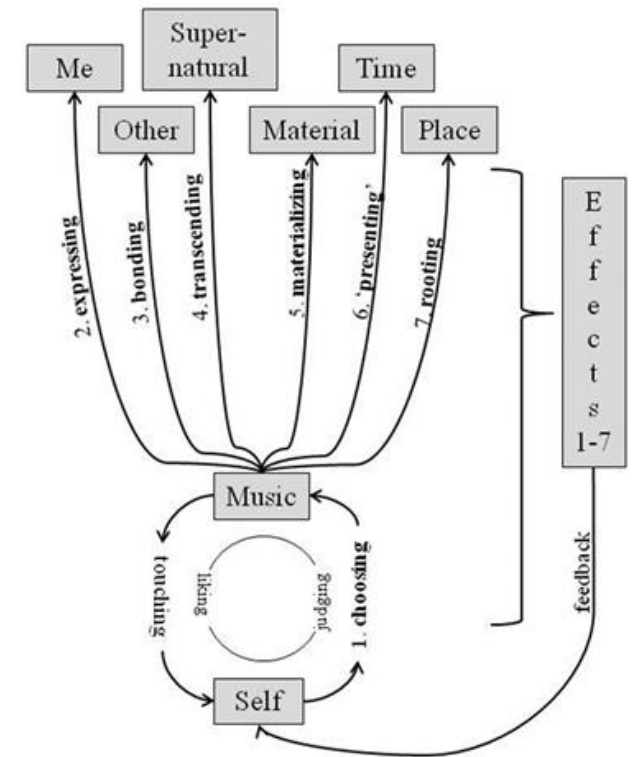 Super-
natural
Me
Time
Other
Material
Place
2. expressing
3. bonding
4. transcending
5. materializing
6. ‘presenting’
7. rooting
E
f
f
e
c
t
s
1-7
Music
touching
liking
judging
1. choosing
feedback
Self